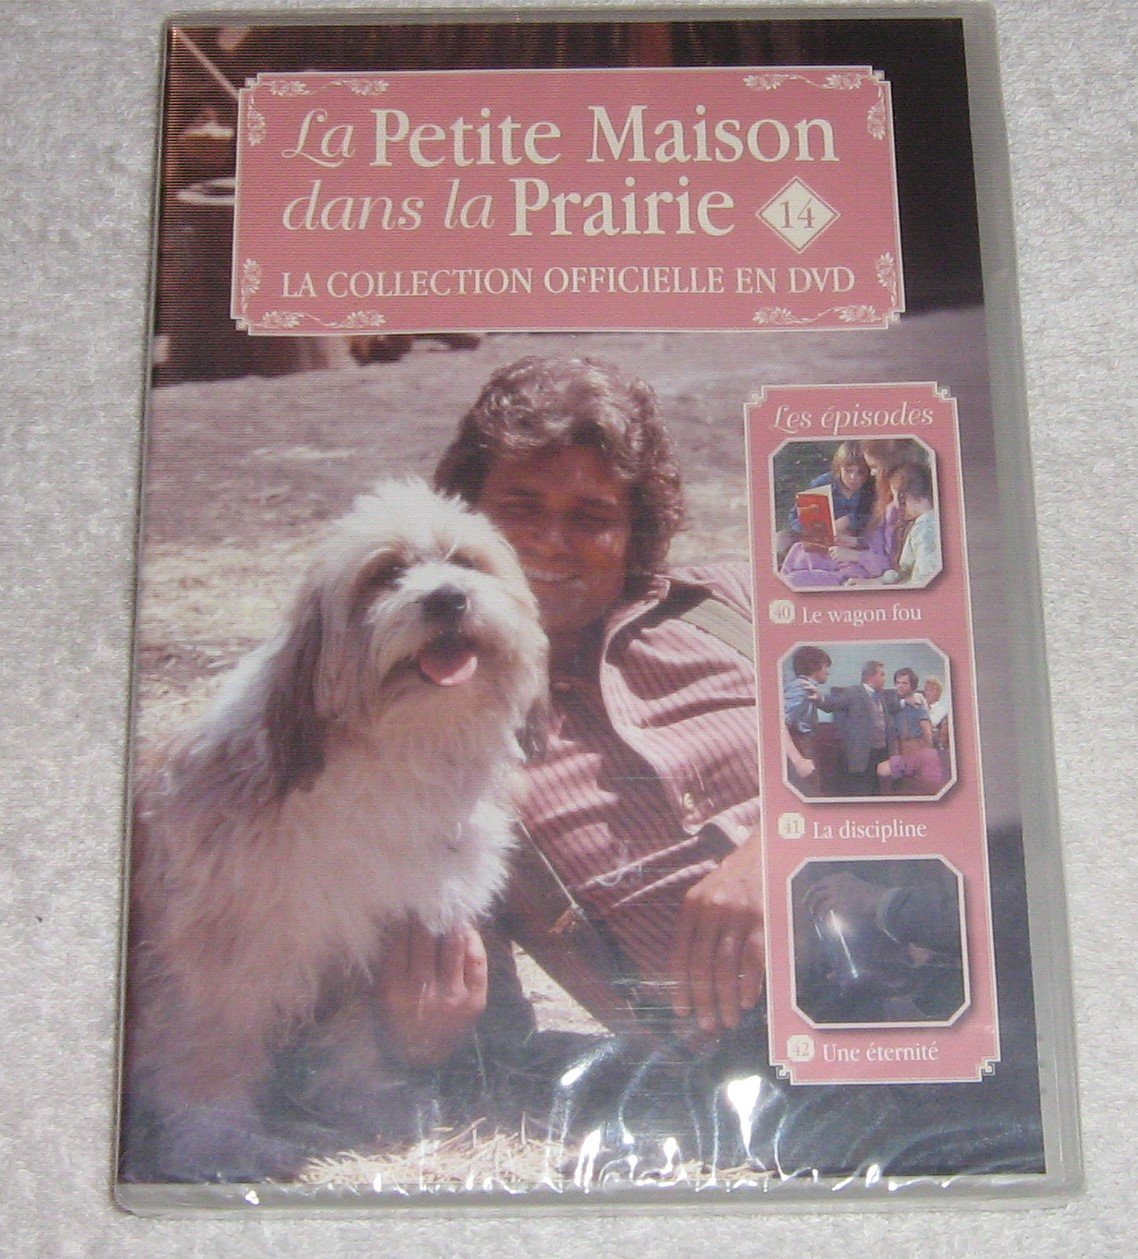 La Petite Maison
dans la Prairie 14
LA COLLECTION OFFICIELLE EN DVD
Les épisodes
40 Le wagon fou
41 La discipline
42 Une éternité